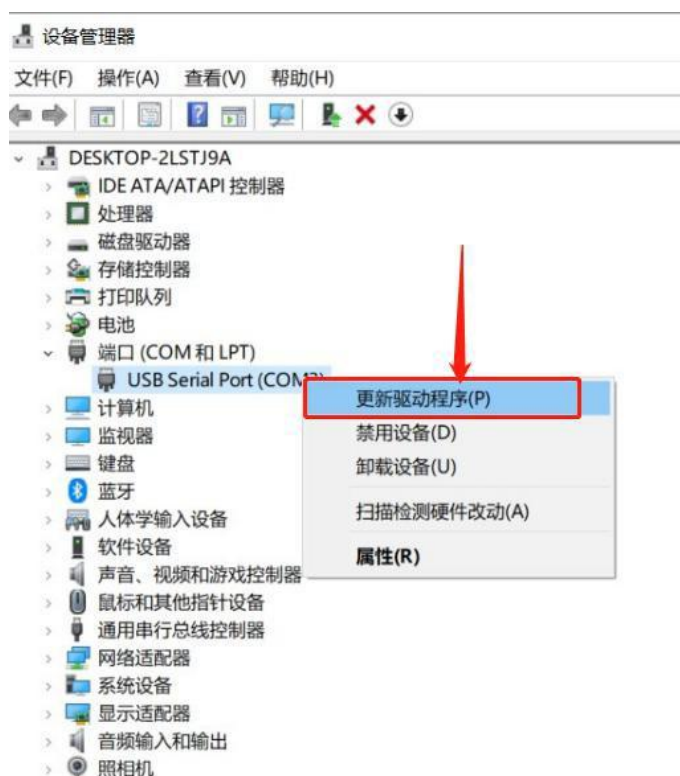 设备管理器
文件(F) 操作(A) 查看(V) 帮助(H)
DESKTOP-2LSTJ9A
IDE ATA/ATAPI 控制器
处理器
磁盘驱动器
存储控制器
打印队列
电池
端口 (COM 和 LPT)
USB Serial Port
更新驱动程序(P)
禁用设备(D)
卸载设备(U)
扫描检测硬件改动(A)
属性(R)
计算机
监视器
键盘
蓝牙
人体学输入设备
软件设备
声音、视频和游戏控制器
鼠标和其他指针设备
通用串行总线控制器
网络适配器
系统设备
显示适配器
音频输入和输出
照相机